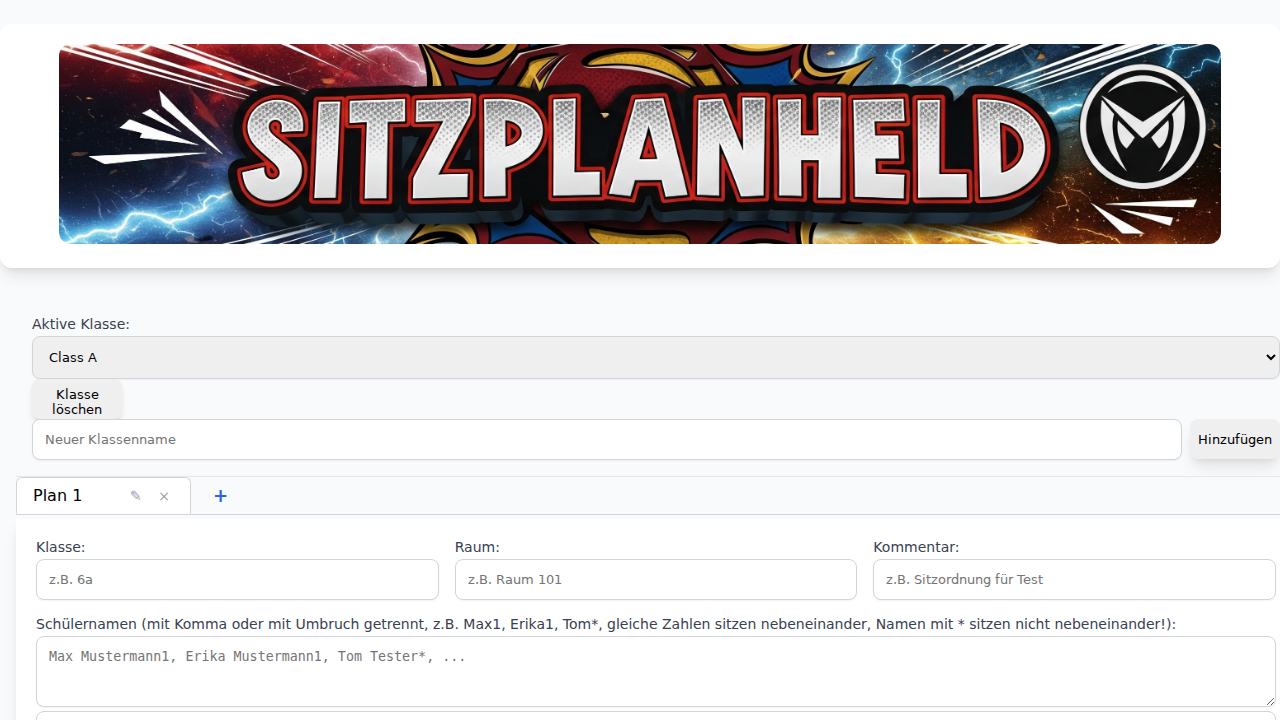 SITZPLANHELD
Aktive Klasse:
Class A
Klasse
löschen
Neuer Klassenname
Hinzufügen
Plan 1 ✎ ×
+
Klasse:
Raum:
Kommentar:
z.B. 6a
z.B. Raum 101
z.B. Sitzordnung für Test
Schülernamen (mit Komma oder mit Umbruch getrennt, z.B. Max1, Erika1, Tom*, gleiche Zahlen sitzen nebeneinander, Namen mit * sitzen nicht nebeneinander!):
Max Mustermann1, Erika Mustermann1, Tom Tester*, ...